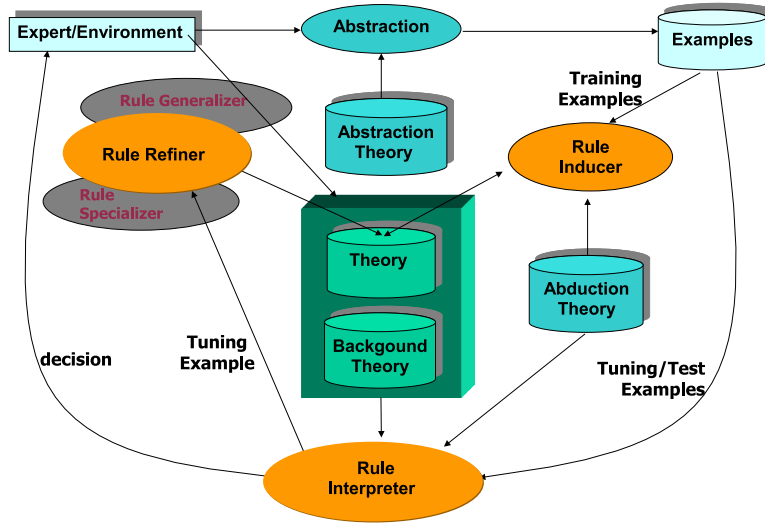 Expert/Environment
Abstraction
Examples
Training
Examples
Rule Generalizer
Abstraction
Theory
Rule Refiner
Rule
Inducer
Rule
Specializer
Theory
Abduction
Theory
Backgound
Theory
Tuning
Example
decision
Tuning/Test
Examples
Rule
Interpreter